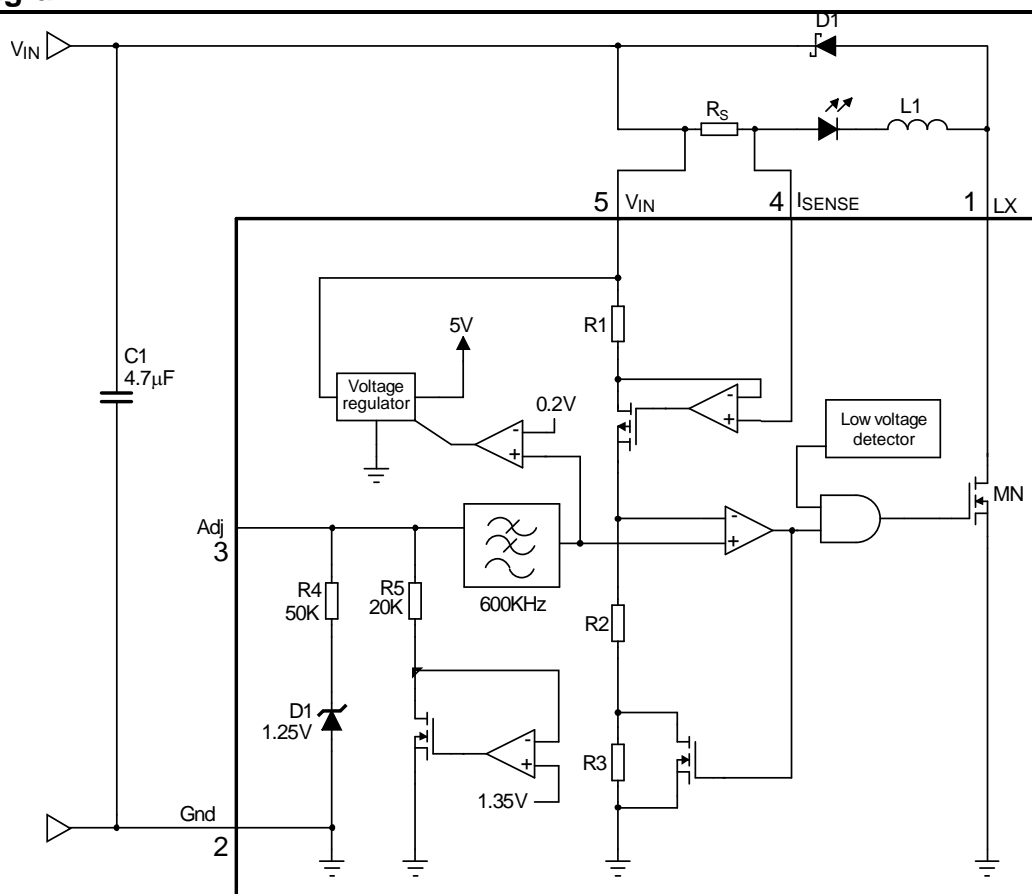 D1
VIN
RS
L1
5 VIN
4 ISENSE
1 LX
R1
5V
C1
4.7µF
Voltage
regulator
0.2V
Low voltage
detector
MN
Adj
3
R4
50K
R5
20K
600KHz
R2
D1
1.25V
R3
1.35V
Gnd
2